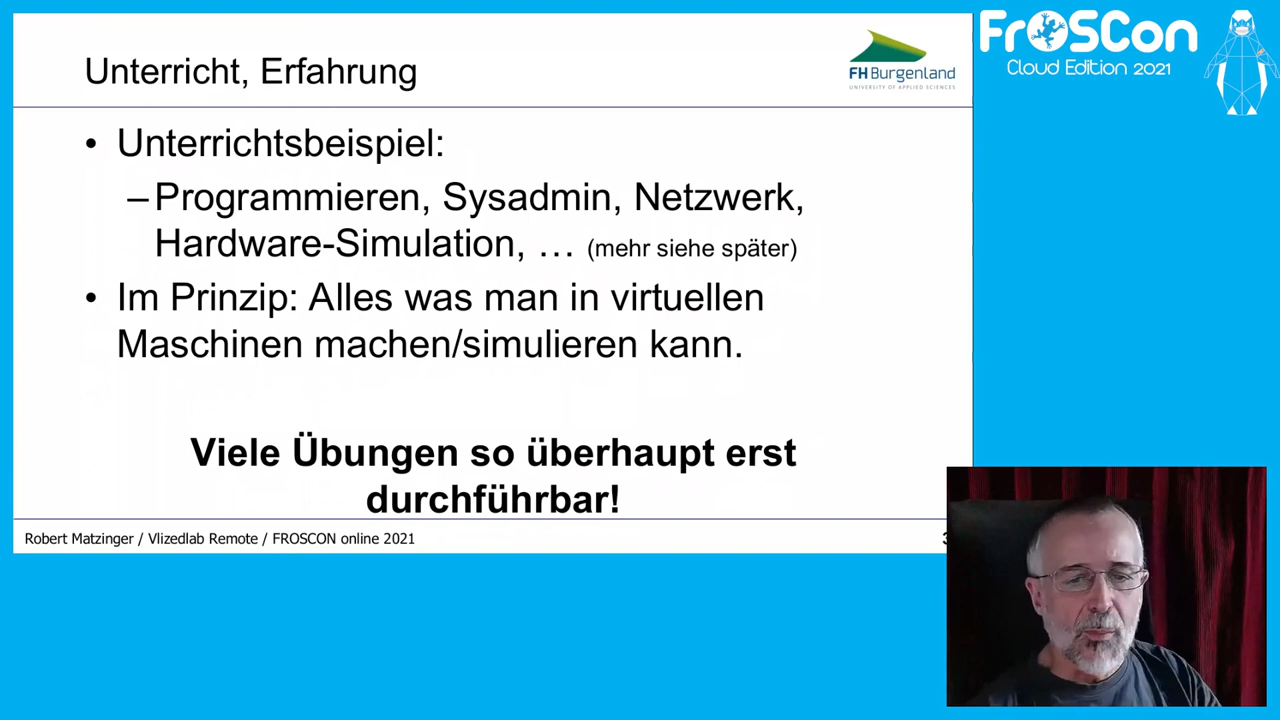 Unterricht, Erfahrung
FH Burgenland
UNIVERSITY OF APPLIED SCIENCES
FrOSCon
Cloud Edition 2021
• Unterrichtsbeispiel:
– Programmieren, Sysadmin, Netzwerk,
Hardware-Simulation, … (mehr siehe später)
• Im Prinzip: Alles was man in virtuellen
Maschinen machen/simulieren kann.
Viele Übungen so überhaupt erst
durchführbar!
Robert Matzinger / Vlizedlab Remote / FROSCON online 2021